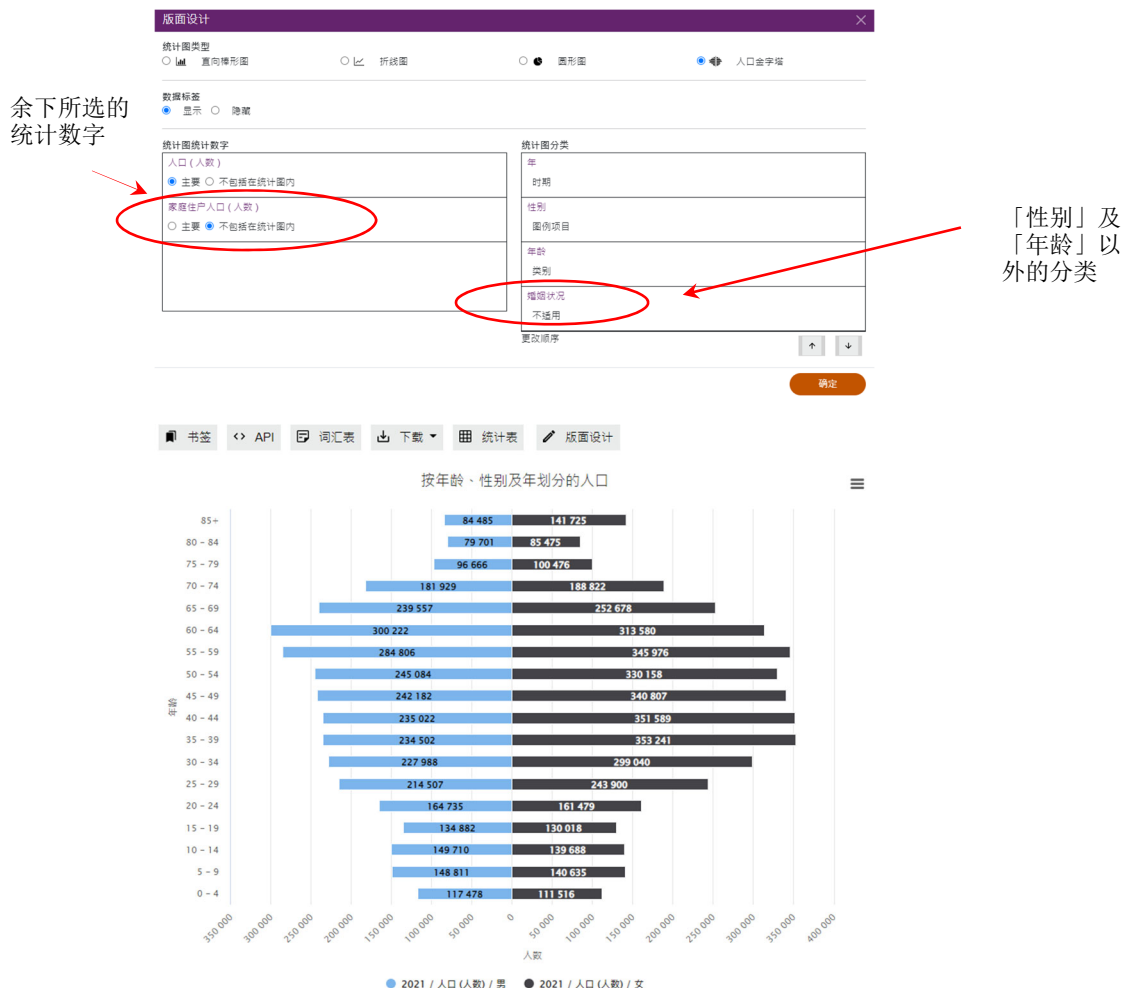 版面设计
统计图类型
直向棒形图
折线图
圆形图
人口金字塔
数据标签
显示
隐藏
余下所选的
统计数字
统计图统计数字
人口 ( 人数 )
主要 不包括在统计图内
家庭住户人口 ( 人数 )
主要 不包括在统计图内
统计图分类
年
时期
性别
图例项目
年龄
类别
婚姻状况
不适用
更改顺序
「性别」及
「年龄」以
外的分类
确定
书签
API
词汇表
下载
统计表
版面设计
按年龄、性别及年划分的人口
85+ 84 485 141 725
80 – 84 79 701 85 475
75 – 79 96 666 100 476
70 – 74 181 929 188 822
65 – 69 239 557 252 678
60 – 64 300 222 313 580
55 – 59 284 806 345 976
50 – 54 245 084 330 158
45 – 49 242 182 340 807
40 – 44 235 022 351 589
35 – 39 234 502 353 241
30 – 34 227 988 299 040
25 – 29 214 507 243 900
20 – 24 164 735 161 479
15 – 19 134 882 130 018
10 – 14 149 710 139 688
5 – 9 148 811 140 635
0 – 4 117 478 111 516
年龄
350 000 300 000 250 000 200 000 150 000 100 000 50 000 0 50 000 100 000 150 000 200 000 250 000 300 000 350 000 400 000
人数
2021 / 人口 (人数) / 男 2021 / 人口 (人数) / 女